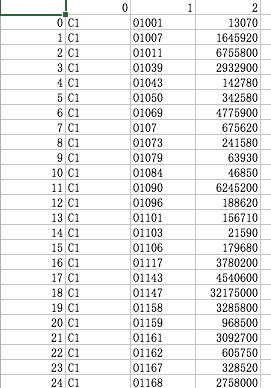 0 1 2
0 C1 01001 13070
1 C1 01007 1645920
2 C1 01011 6755800
3 C1 01039 2932900
4 C1 01043 142780
5 C1 01050 342580
6 C1 01069 4775900
7 C1 0107 675620
8 C1 01073 241580
9 C1 01079 63930
10 C1 01084 46850
11 C1 01090 6245200
12 C1 01096 188620
13 C1 01101 156710
14 C1 01103 21590
15 C1 01106 179680
16 C1 01117 3780200
17 C1 01143 4540600
18 C1 01147 32175000
19 C1 01158 3285800
20 C1 01159 968500
21 C1 01161 3092700
22 C1 01162 605750
23 C1 01167 328520
24 C1 01168 2758000